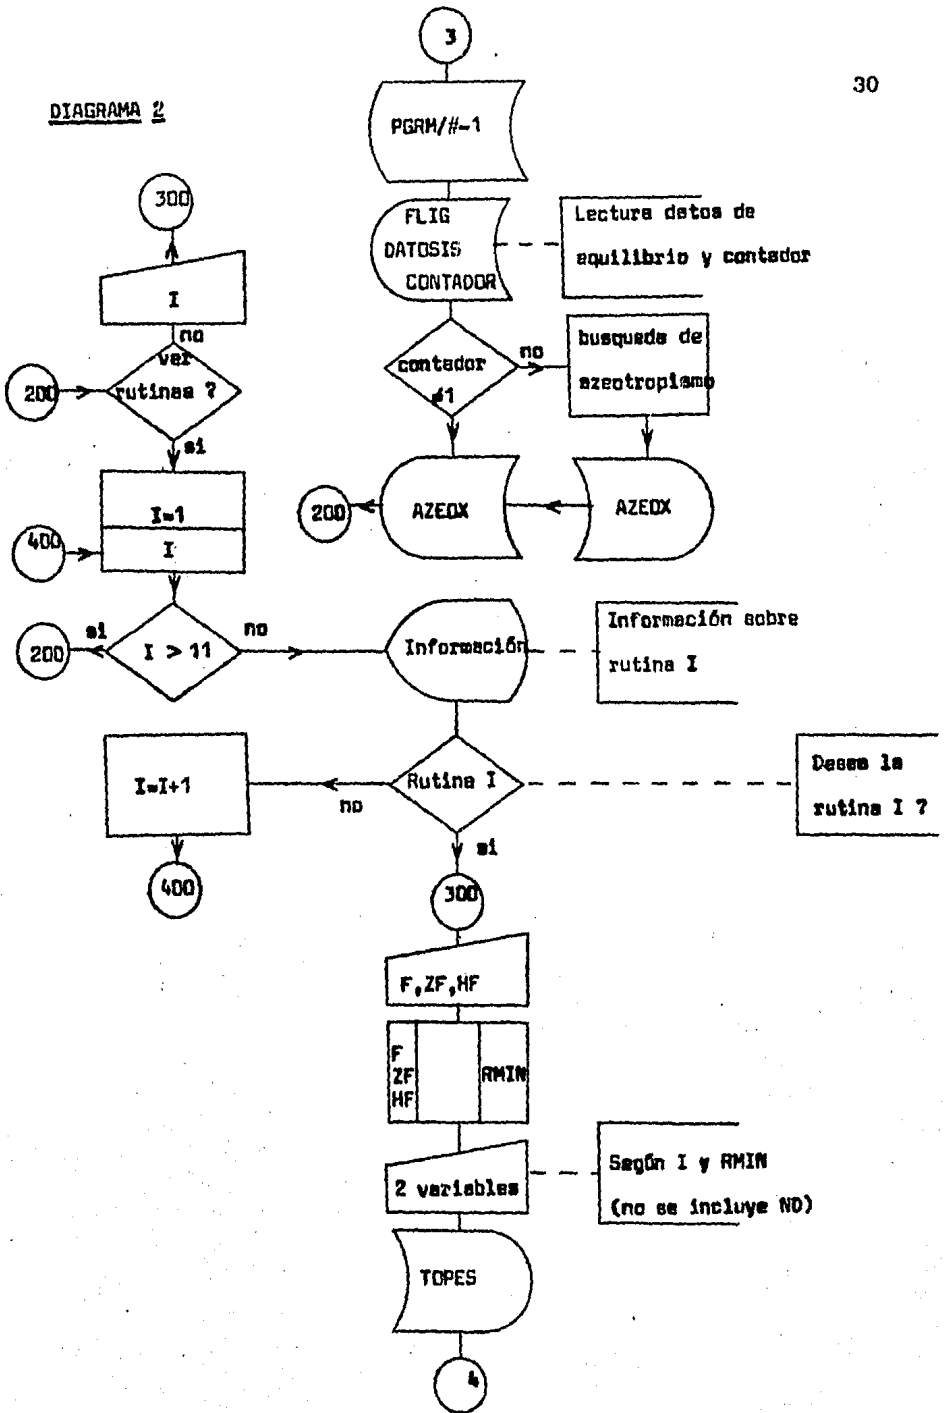 3
30
DIAGRAMA 2
PGRM/#-1
300
FLIG
DATOSIS
CONTADOR
Lectura datos de
equilibrio y contador
I
no
ver
rutinas ?
200
si
contador
≠1
no
busqueda de
azeotropismo
I=1
I
400
200
AZEOX
AZEOX
si
I > 11
no
200
Información
Información sobre
rutina I
I=I+1
no
Rutina I
Desea la
rutina I ?
si
400
300
F,ZF,HF
F
ZF
HF
RMIN
2 variables
Según I y RMIN
(no se incluye ND)
TOPES
4